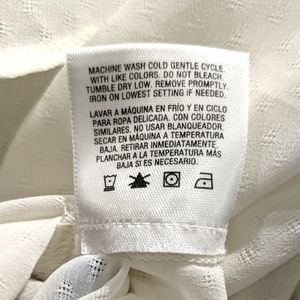 MACHINE WASH COLD GENTLE CYCLE.
WITH LIKE COLORS. DO NOT BLEACH
TUMBLE DRY LOW. REMOVE PROMPTLY.
IRON ON LOWEST SETTING IF NEEDED.
LAVAR A MÁQUINA EN FRÍO Y EN CICLO
PARA ROPA DELICADA, CON COLORES
SIMILARES. NO USAR BLANQUEADOR.
SECAR EN MÁQUINA A TEMPERATURA
BAJA. RETIRAR INMEDIATAMENTE.
PLANCHAR A LA TEMPERATURA MÁS
BAJA SI ES NECESARIO.